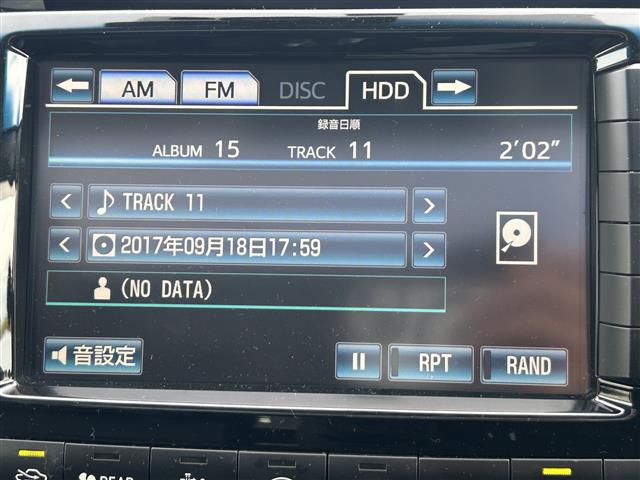 AM FM DISC HDD
録音日順
ALBUM 15 TRACK 11 2'02"
TRACK 11
2017年09月18日17:59
(NO DATA)
音設定 RPT RAND
REAR